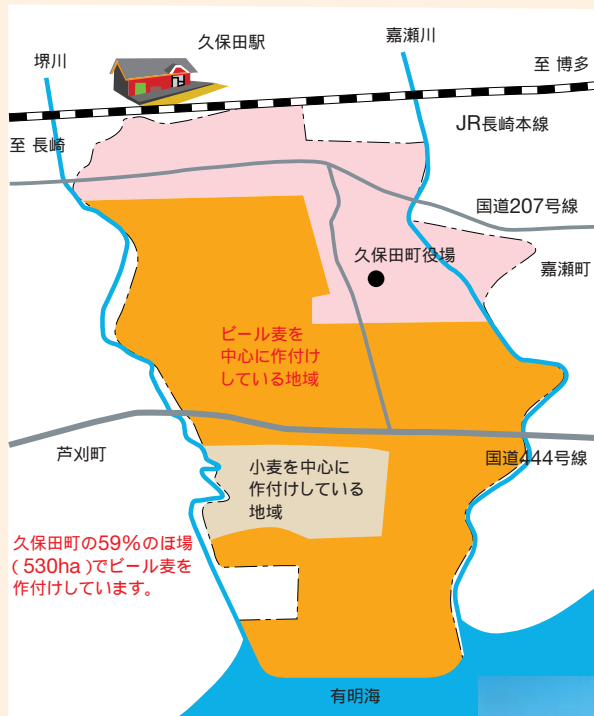 久保田駅
嘉瀬川
堺川
至 博多
JR長崎本線
至 長崎
国道207号線
久保田町役場
嘉瀬町
ビール麦を
中心に作付け
している地域
芦刈町
国道444号線
小麦を中心に
作付けしている
地域
久保田町の59%のほ場
( 530ha )でビール麦を
作付けしています。
有明海